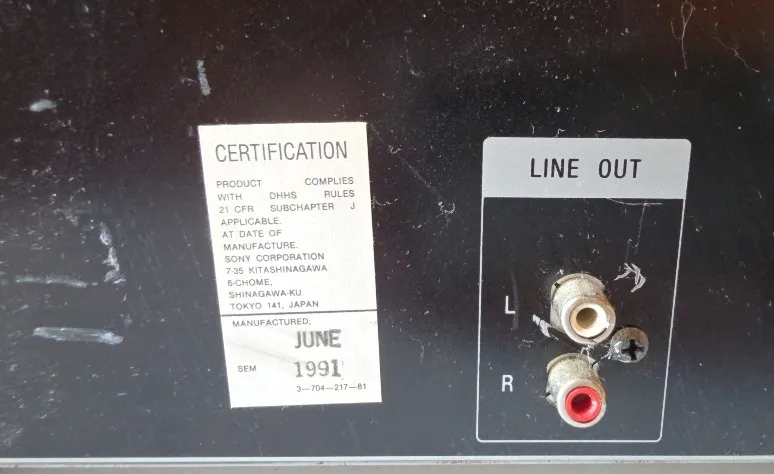 CERTIFICATION
PRODUCT COMPLIES
WITH DHHS RULES
21 CFR SUBCHAPTER J
APPLICABLE.
AT DATE OF
MANUFACTURE.
SONY CORPORATION
7-35 KITASHINAGAWA
6-CHOME,
SHINAGAWA-KU
TOKYO 141, JAPAN
MANUFACTURED;
JUNE
SEM 1991
3-704-217-81
LINE OUT
L
R